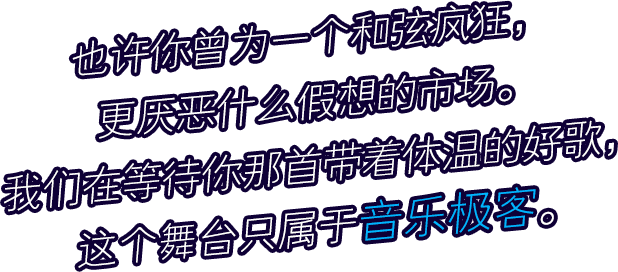 也许你曾为一个和弦疯狂，
更厌恶什么假想的市场。
我们在等待你那首带着体温的好歌，
这个舞台只属于音乐极客。